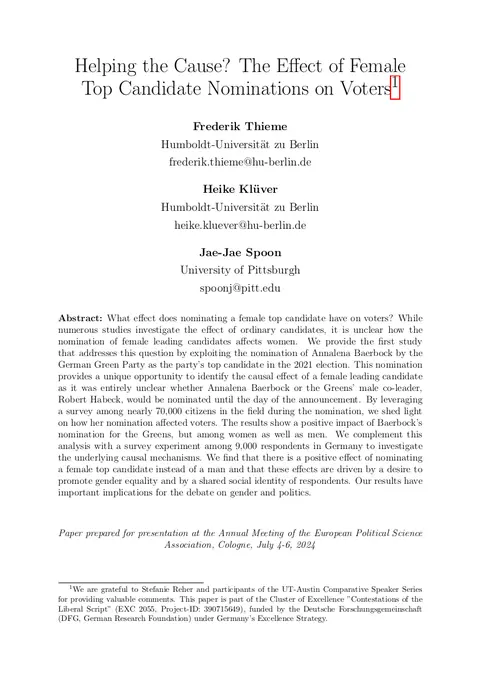 Helping the Cause? The Effect of Female
Top Candidate Nominations on Voters1
Frederik Thieme
Humboldt-Universität zu Berlin
frederik.thieme@hu-berlin.de
Heike Klüver
Humboldt-Universität zu Berlin
heike.kluever@hu-berlin.de
Jae-Jae Spoon
University of Pittsburgh
spoonj@pitt.edu
Abstract: What effect does nominating a female top candidate have on voters? While
numerous studies investigate the effect of ordinary candidates, it is unclear how the
nomination of female leading candidates affects women. We provide the first study
that addresses this question by exploiting the nomination of Annalena Baerbock by the
German Green Party as the party's top candidate in the 2021 election. This nomination
provides a unique opportunity to identify the causal effect of a female leading candidate
as it was entirely unclear whether Annalena Baerbock or the Greens' male co-leader,
Robert Habeck, would be nominated until the day of the announcement. By leveraging
a survey among nearly 70,000 citizens in the field during the nomination, we shed light
on how her nomination affected voters. The results show a positive impact of Baerbock's
nomination for the Greens, but among women as well as men. We complement this
analysis with a survey experiment among 9,000 respondents in Germany to investigate
the underlying causal mechanisms. We find that there is a positive effect of nominating
a female top candidate instead of a man and that these effects are driven by a desire to
promote gender equality and by a shared social identity of respondents. Our results have
important implications for the debate on gender and politics.
Paper prepared for presentation at the Annual Meeting of the European Political Science
Association, Cologne, July 4-6, 2024
1We are grateful to Stefanie Reher and participants of the UT-Austin Comparative Speaker Series
for providing valuable comments. This paper is part of the Cluster of Excellence "Contestations of the
Liberal Script" (EXC 2055, Project-ID: 390715649), funded by the Deutsche Forschungsgemeinschaft
(DFG, German Research Foundation) under Germany's Excellence Strategy.